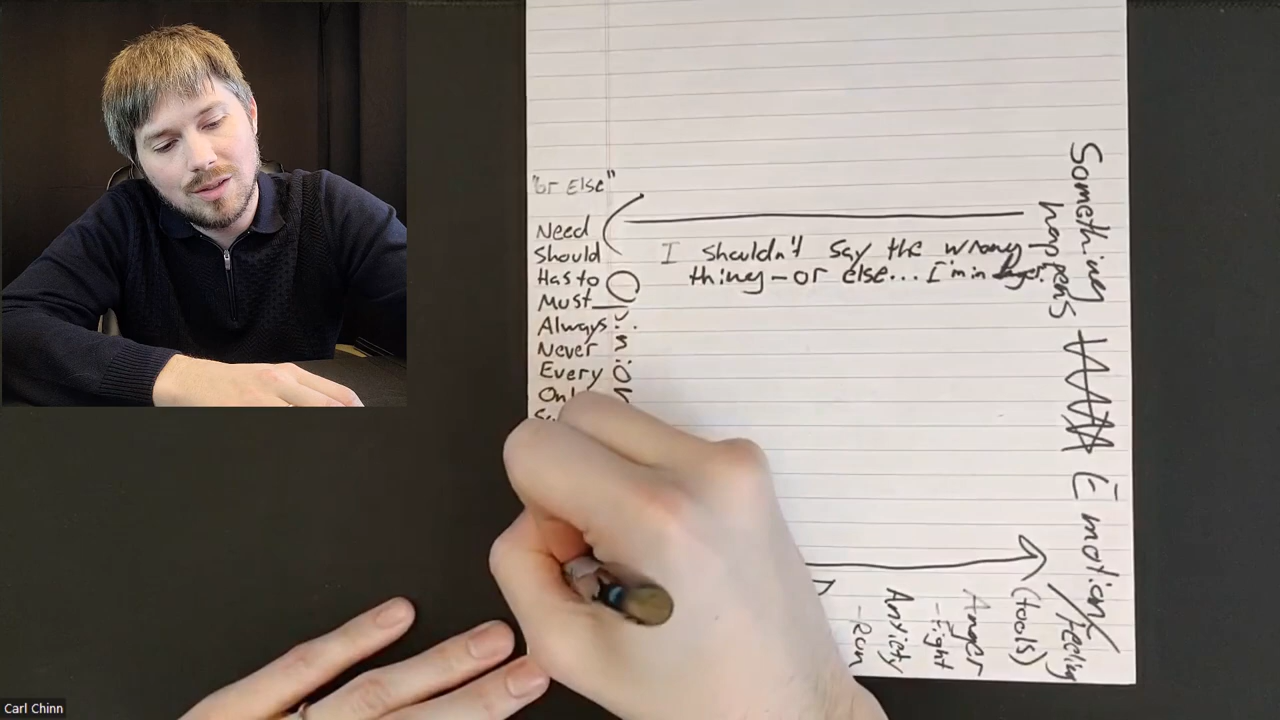 "or Else"
Need
Should
Has to
Must
Always
Never
Every
I shouldn't say the wrong
thing – or else... I'm in
Something
happens
Emotion/
Feeling
(tools)
Anger
- Fight
Anxiety
- Run
Carl Chinn